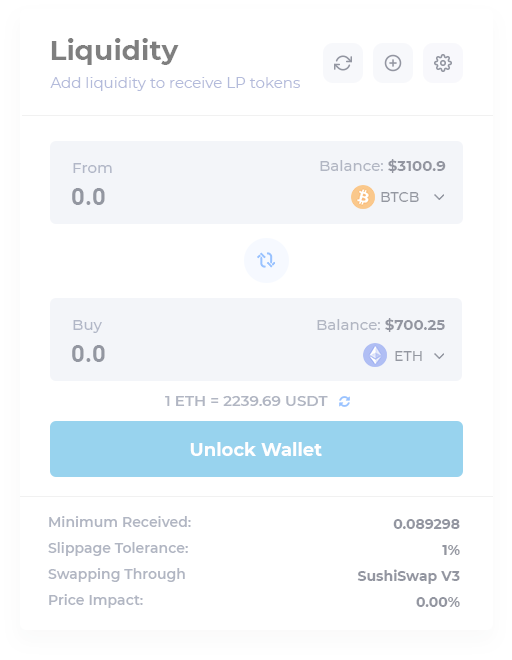 Liquidity
Add liquidity to receive LP tokens
From
Balance: $3100.9
0.0
BTCB
Buy
Balance: $700.25
0.0
ETH
1 ETH = 2239.69 USDT
Unlock Wallet
Minimum Received: 0.089298
Slippage Tolerance: 1%
Swapping Through SushiSwap V3
Price Impact: 0.00%